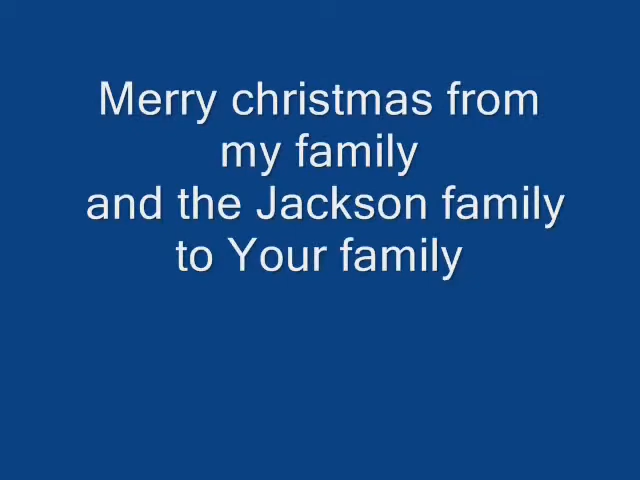 Merry christmas from
my family
and the Jackson family
to Your family